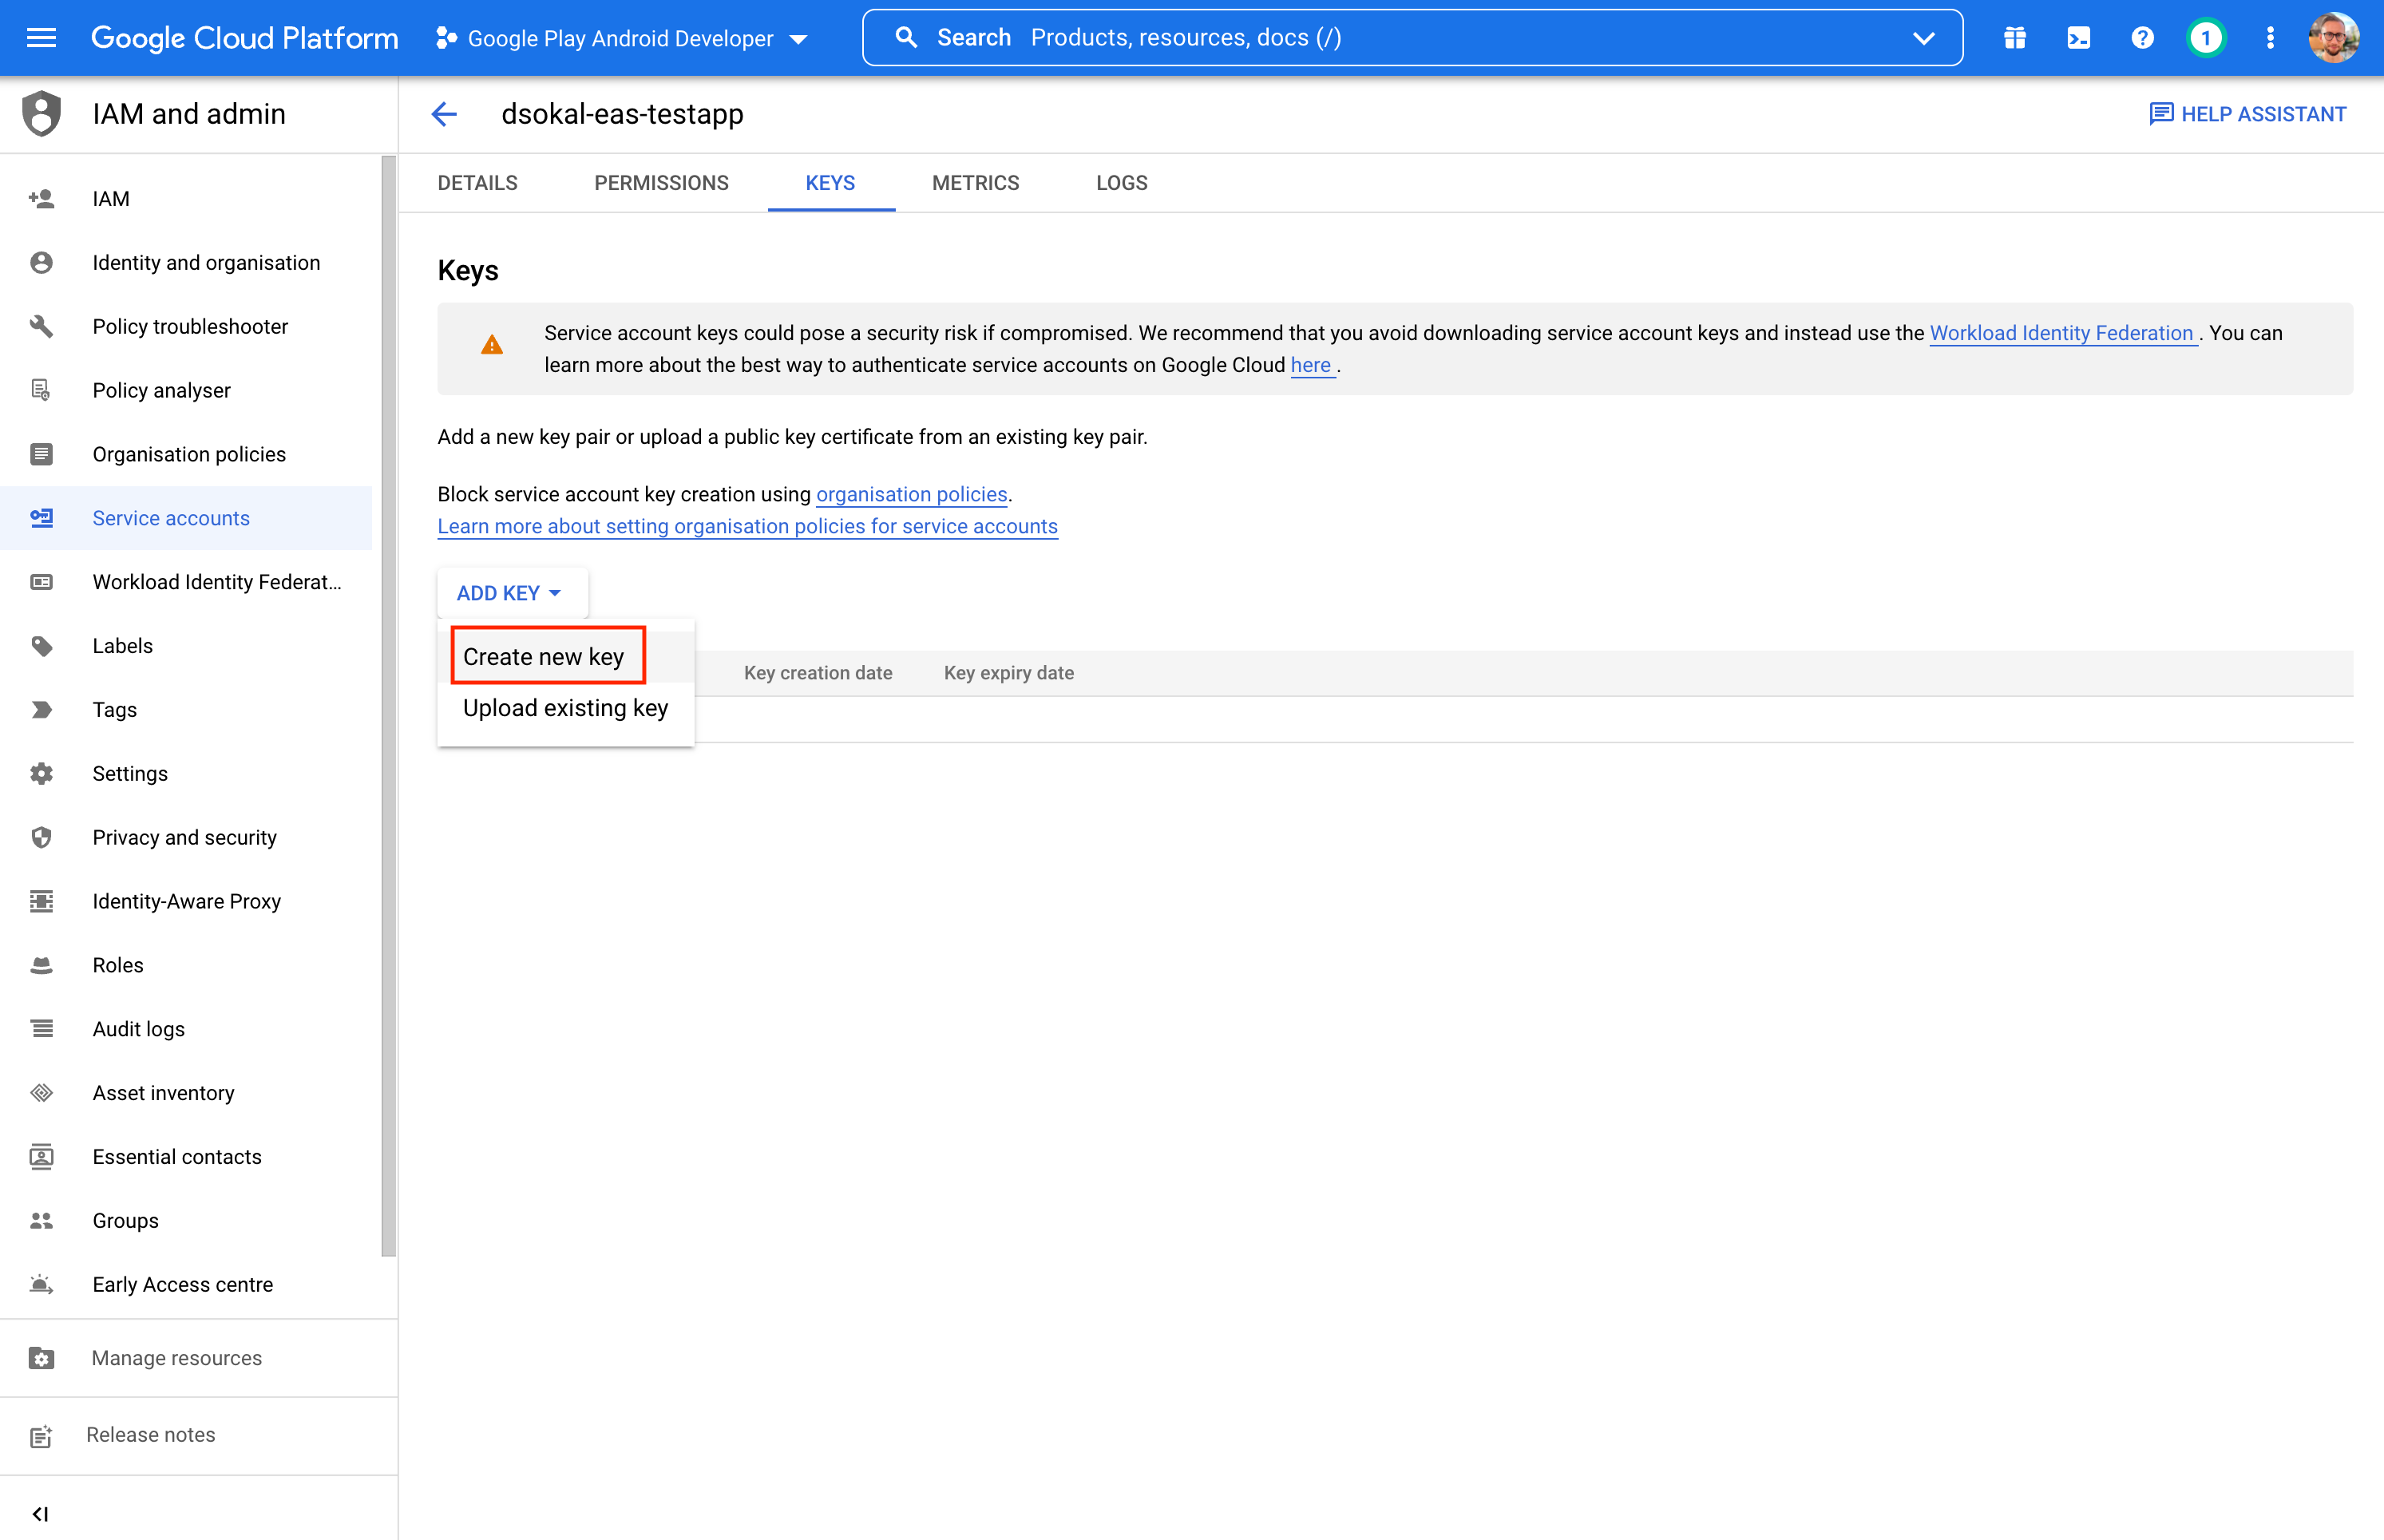 Google Cloud Platform
Google Play Android Developer
Search Products, resources, docs (/)
1
IAM and admin
dsokal-eas-testapp
HELP ASSISTANT
DETAILS
PERMISSIONS
KEYS
METRICS
LOGS
IAM
Identity and organisation
Policy troubleshooter
Policy analyser
Organisation policies
Service accounts
Workload Identity Federat...
Labels
Tags
Settings
Privacy and security
Identity-Aware Proxy
Roles
Audit logs
Asset inventory
Essential contacts
Groups
Early Access centre
Manage resources
Release notes
Keys
Service account keys could pose a security risk if compromised. We recommend that you avoid downloading service account keys and instead use the Workload Identity Federation . You can
learn more about the best way to authenticate service accounts on Google Cloud here .
Add a new key pair or upload a public key certificate from an existing key pair.
Block service account key creation using organisation policies.
Learn more about setting organisation policies for service accounts
ADD KEY
Create new key
Upload existing key
Key creation date
Key expiry date